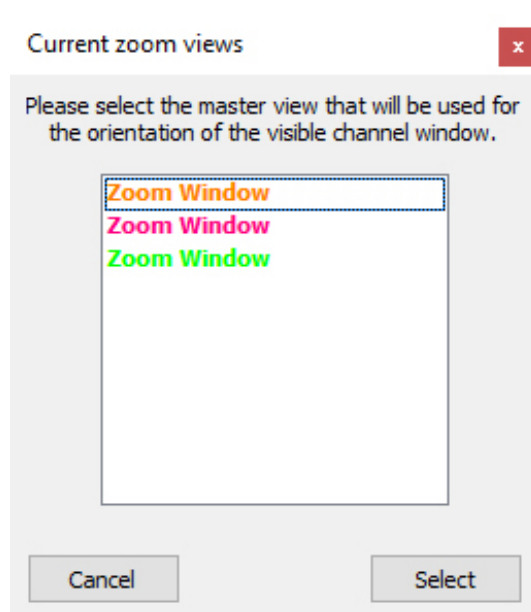 Current zoom views
x
Please select the master view that will be used for
the orientation of the visible channel window.
Zoom Window
Zoom Window
Zoom Window
Cancel Select